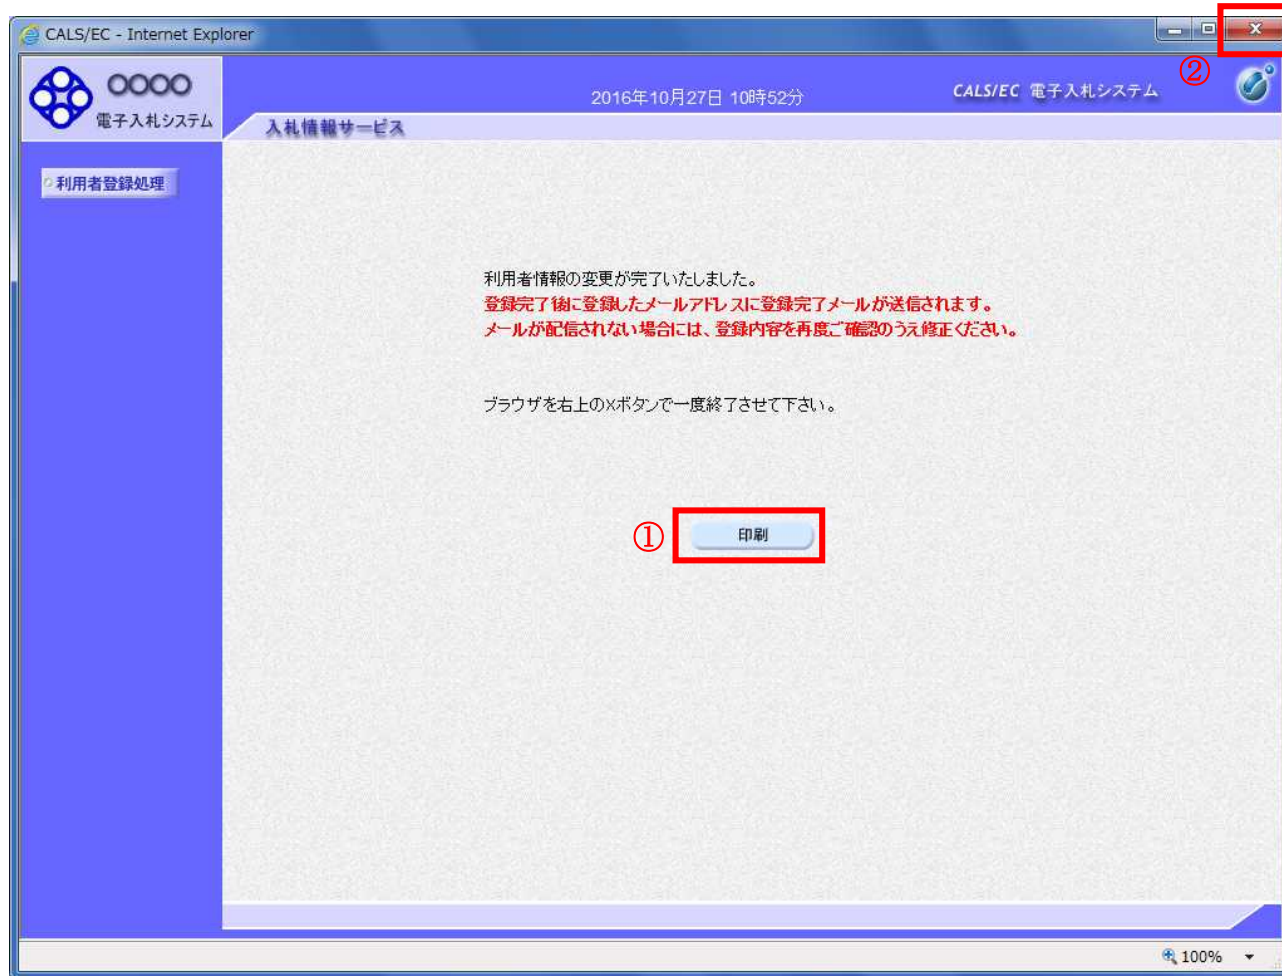 CALS/EC - Internet Explorer
②
〇〇〇〇
電子入札システム
2016年10月27日 10時52分
CALS/EC 電子入札システム
入札情報サービス
利用者登録処理
利用者情報の変更が完了いたしました。
登録完了後に登録したメールアドレスに登録完了メールが送信されます。
メールが配信されない場合には、登録内容を再度ご確認のうえ修正ください。
ブラウザを右上の×ボタンで一度終了させて下さい。
① 印刷
100%